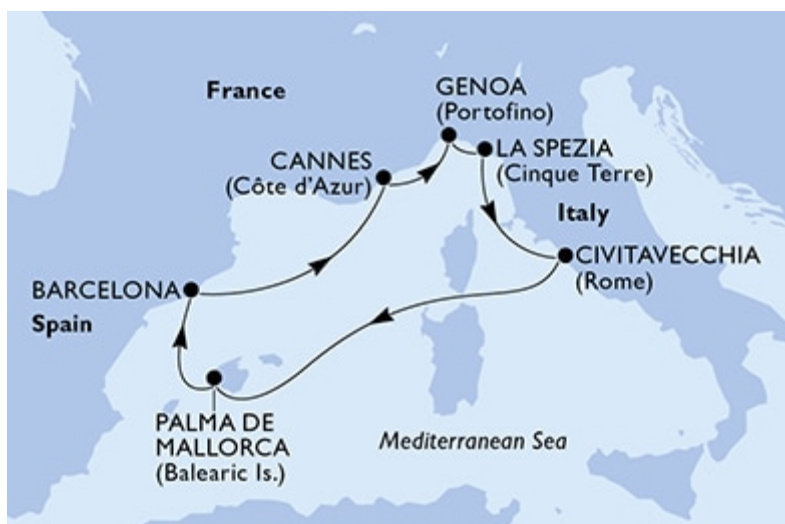 France
GENOA
(Portofino)
CANNES
(Côte d'Azur)
LA SPEZIA
(Cinque Terre)
Italy
CIVITAVECCHIA
(Rome)
BARCELONA
Spain
PALMA DE
MALLORCA
(Balearic Is.)
Mediterranean Sea